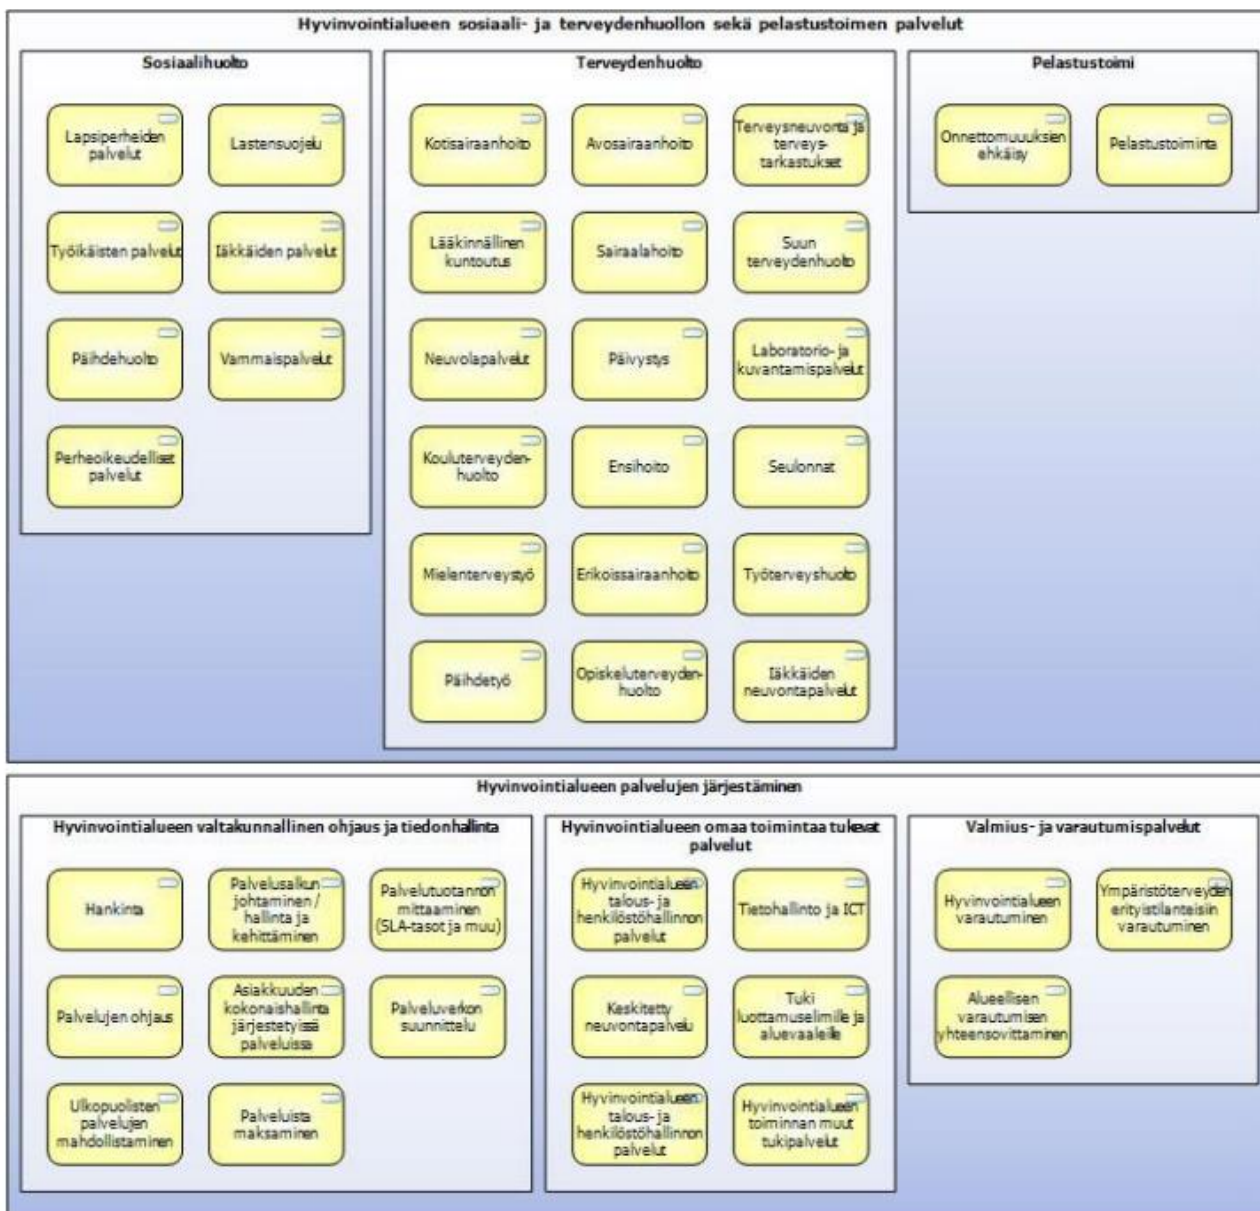 Hyvinvointialueen sosiaali- ja terveydenhuollon sekä pelastustoimen palvelut
Sosiaalihuolto
Lapsiperheiden
palvelut
Lastensuojelu
Työikäisten palvelut
Iäkkäiden palvelut
Päihdehuolto
Vammaispalvelut
Perheoikeudelliset
palvelut
Terveydenhuolto
Kotisairaanhoito
Avosairaanhoito
Terveysneuvonta ja
terveys-
tarkastukset
Lääkinnällinen
kuntoutus
Sairaalahoito
Suun
terveydenhuolto
Neuvolapalvelut
Päivystys
Laboratorio- ja
kuvantamispalvelut
Kouluterveyden-
huolto
Ensihoito
Seulonnat
Mielenterveystyö
Erikoissairaanhoito
Työterveyshuolto
Päihdetyö
Opiskeluterveyden-
huolto
Iäkkäiden
neuvontapalvelut
Pelastustoimi
Onnettomuuksien
ehkäisy
Pelastustoiminta
Hyvinvointialueen palvelujen järjestäminen
Hyvinvointialueen valtakunnallinen ohjaus ja tiedonhallinta
Hankinta
Palvelusalkun
johtaminen /
hallinta ja
kehittäminen
Palvelutuotannon
mittaaminen
(SLA-tasot ja muu)
Palvelujen ohjaus
Asiakkuuden
kokonaishallinta
järjestetyissä
palveluissa
Palveluverkon
suunnittelu
Ulkopuolisten
palvelujen
mahdollistaminen
Palveluista
maksaminen
Hyvinvointialueen omaa toimintaa tukevat
palvelut
Hyvinvointialueen
talous- ja
henkilöstöhallinnon
palvelut
Tietohallinto ja ICT
Keskitetty
neuvontapalvelu
Tuki
luottamuselimille ja
aluevaaleille
Hyvinvointialueen
talous- ja
henkilöstöhallinnon
palvelut
Hyvinvointialueen
toiminnan muut
tukipalvelut
Valmius- ja varautumispalvelut
Hyvinvointialueen
varautuminen
Ympäristöterveyden
erityistilanteisiin
varautuminen
Alueellisen
varautumisen
yhteensovittaminen